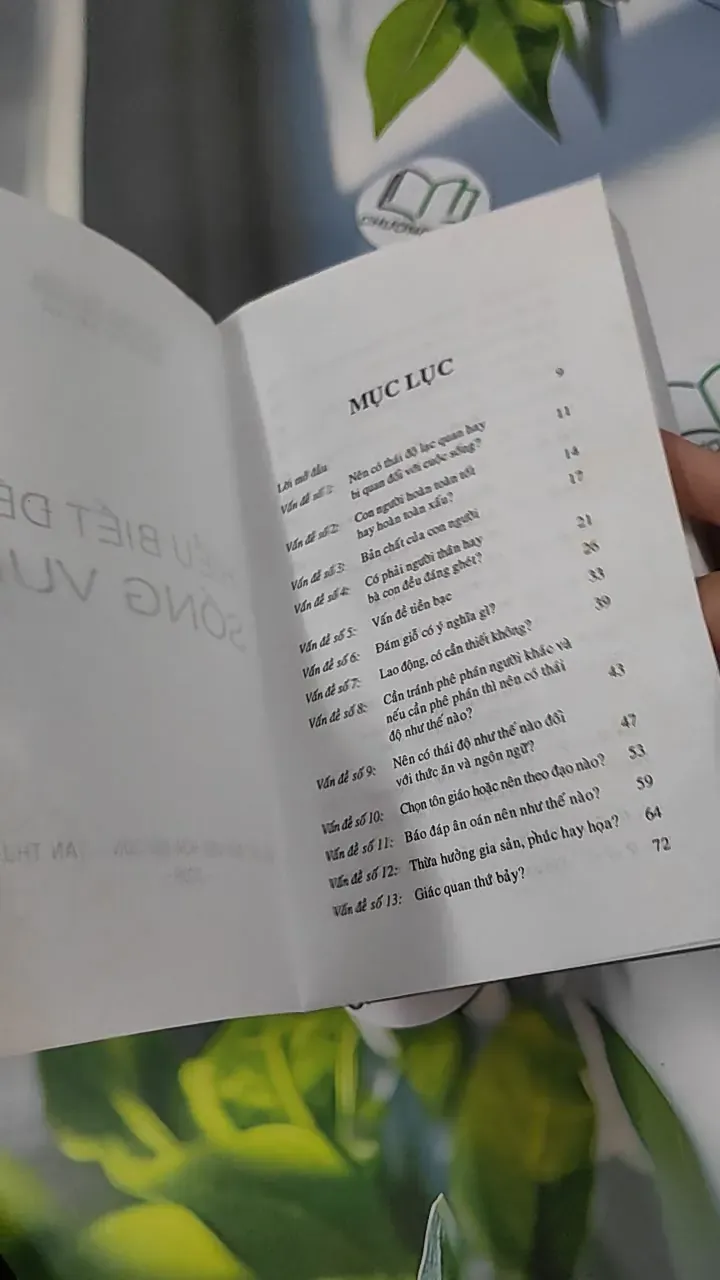 MỤC LỤC
Lời mở đầu 9
Vấn đề số 1: Nên có thái độ lạc quan hay 11
bi quan đối với cuộc sống?
Vấn đề số 2: Con người hoàn toàn tốt 14
hay hoàn toàn xấu?
Vấn đề số 3: Bản chất của con người 17
Vấn đề số 4: Có phải người thân hay 21
bà con đều đáng ghét?
Vấn đề số 5: Vấn đề tiền bạc 26
Vấn đề số 6: Đám giỗ có ý nghĩa gì? 33
Vấn đề số 7: Lao động, có cần thiết không? 39
Vấn đề số 8: Cần tránh phê phán người khác và 43
nếu cần phê phán thì nên có thái
độ như thế nào?
Vấn đề số 9: Nên có thái độ như thế nào đối 47
với thức ăn và ngôn ngữ?
Vấn đề số 10: Chọn tôn giáo hoặc nên theo đạo nào? 53
Vấn đề số 11: Báo đáp ân oán nên như thế nào? 59
Vấn đề số 12: Thừa hưởng gia sản, phúc hay họa? 64
Vấn đề số 13: Giác quan thứ bảy? 72